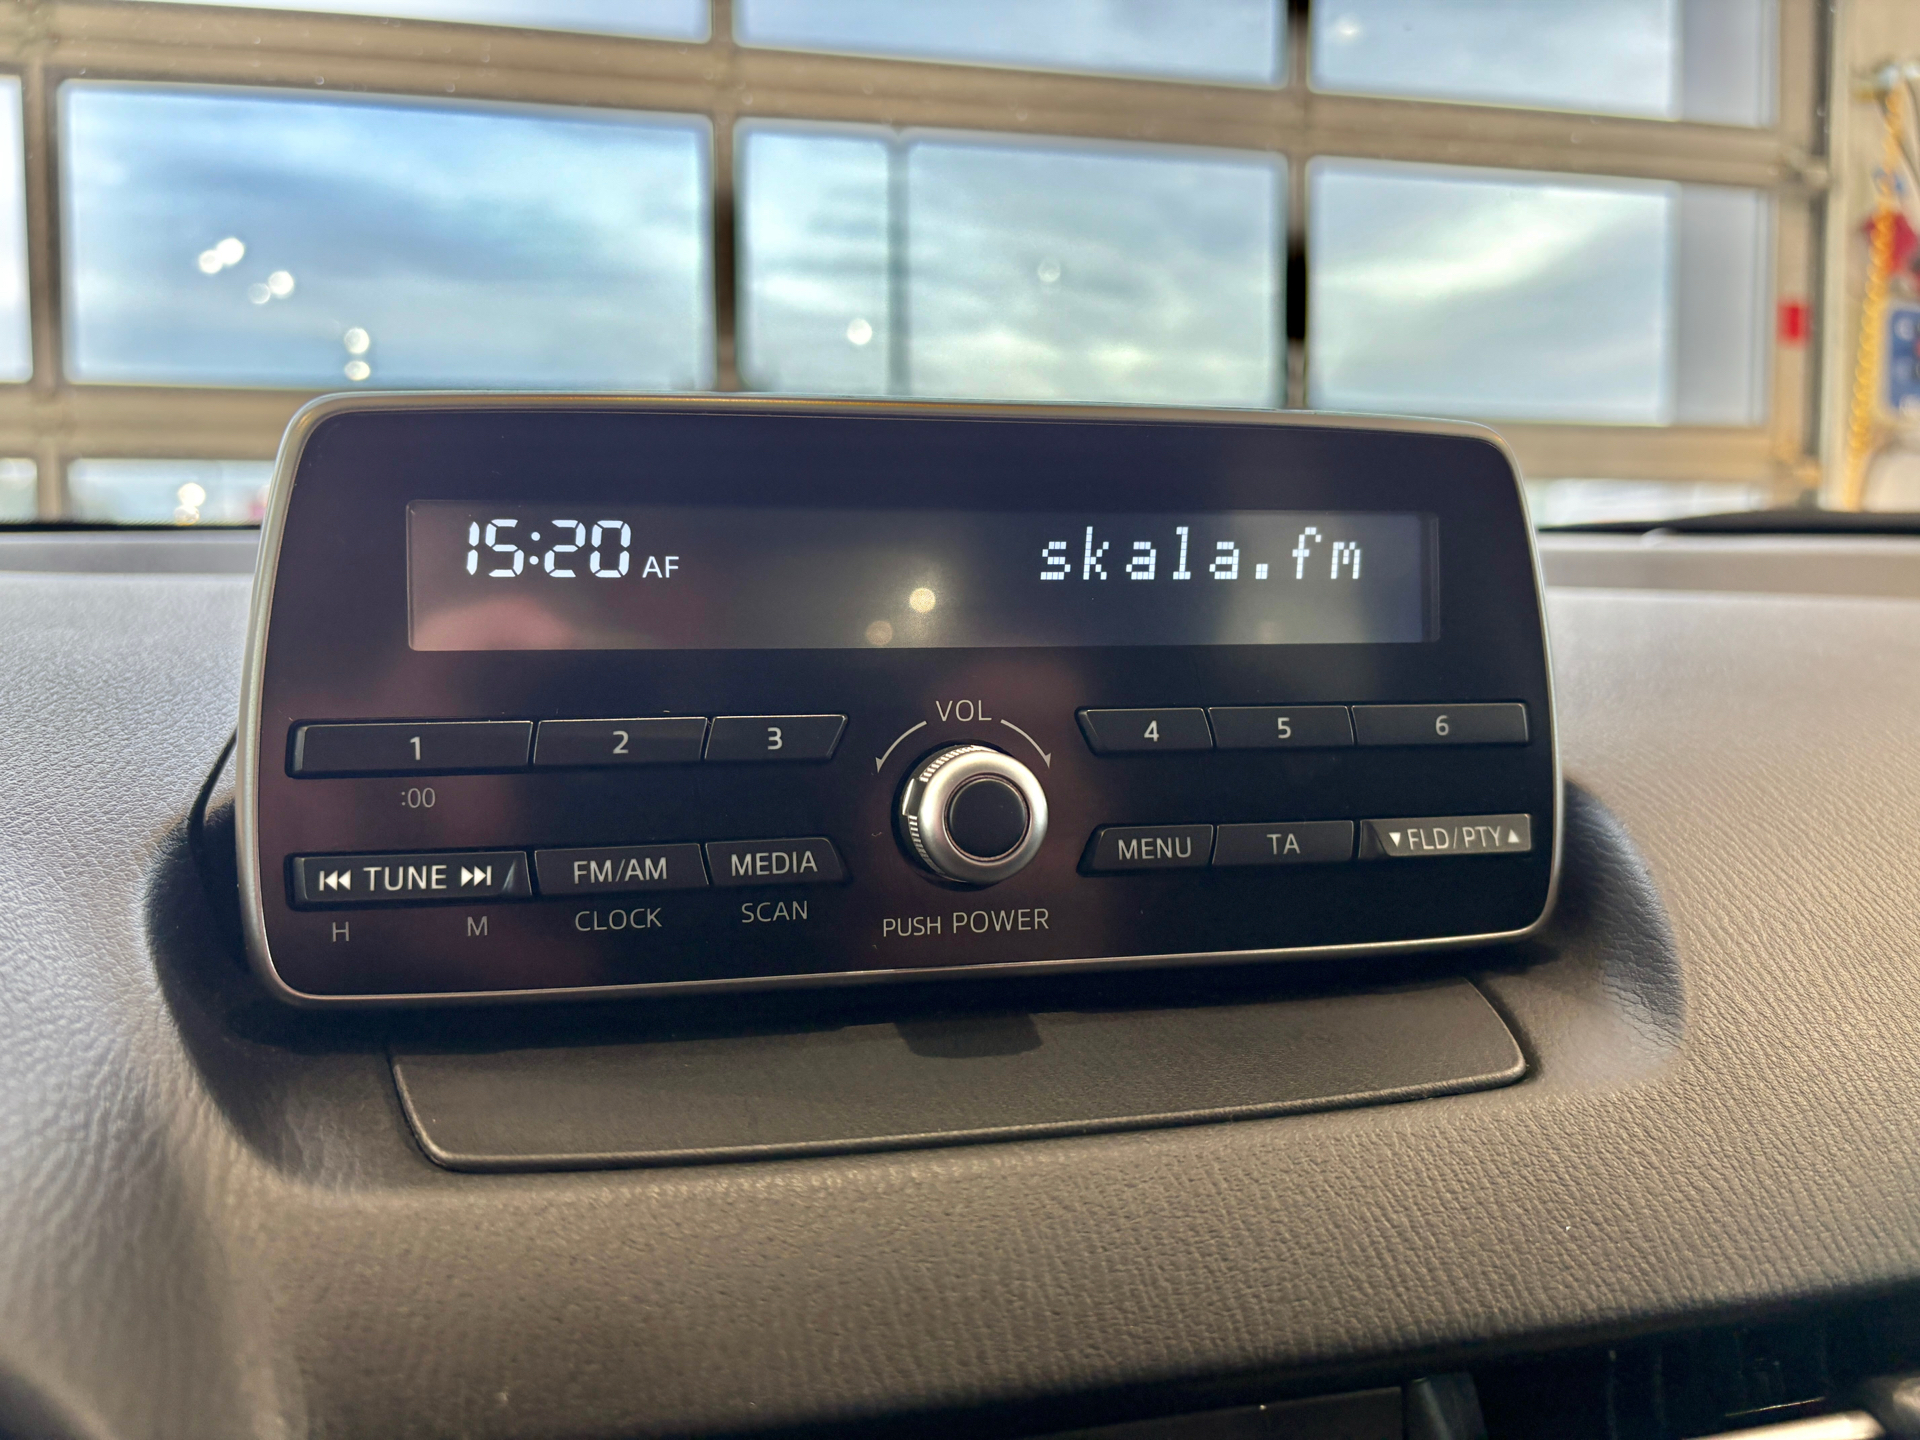 15:20 AF skala.fm
VOL
1 2 3 4 5 6
:00
TUNE FM/AM MEDIA MENU TA ▼FLD/PTY▲
H M CLOCK SCAN PUSH POWER